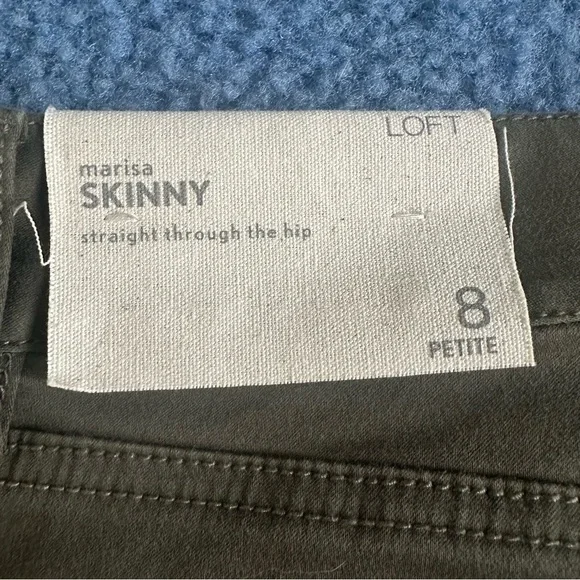 LOFT
marisa
SKINNY
straight through the hip
8
PETITE